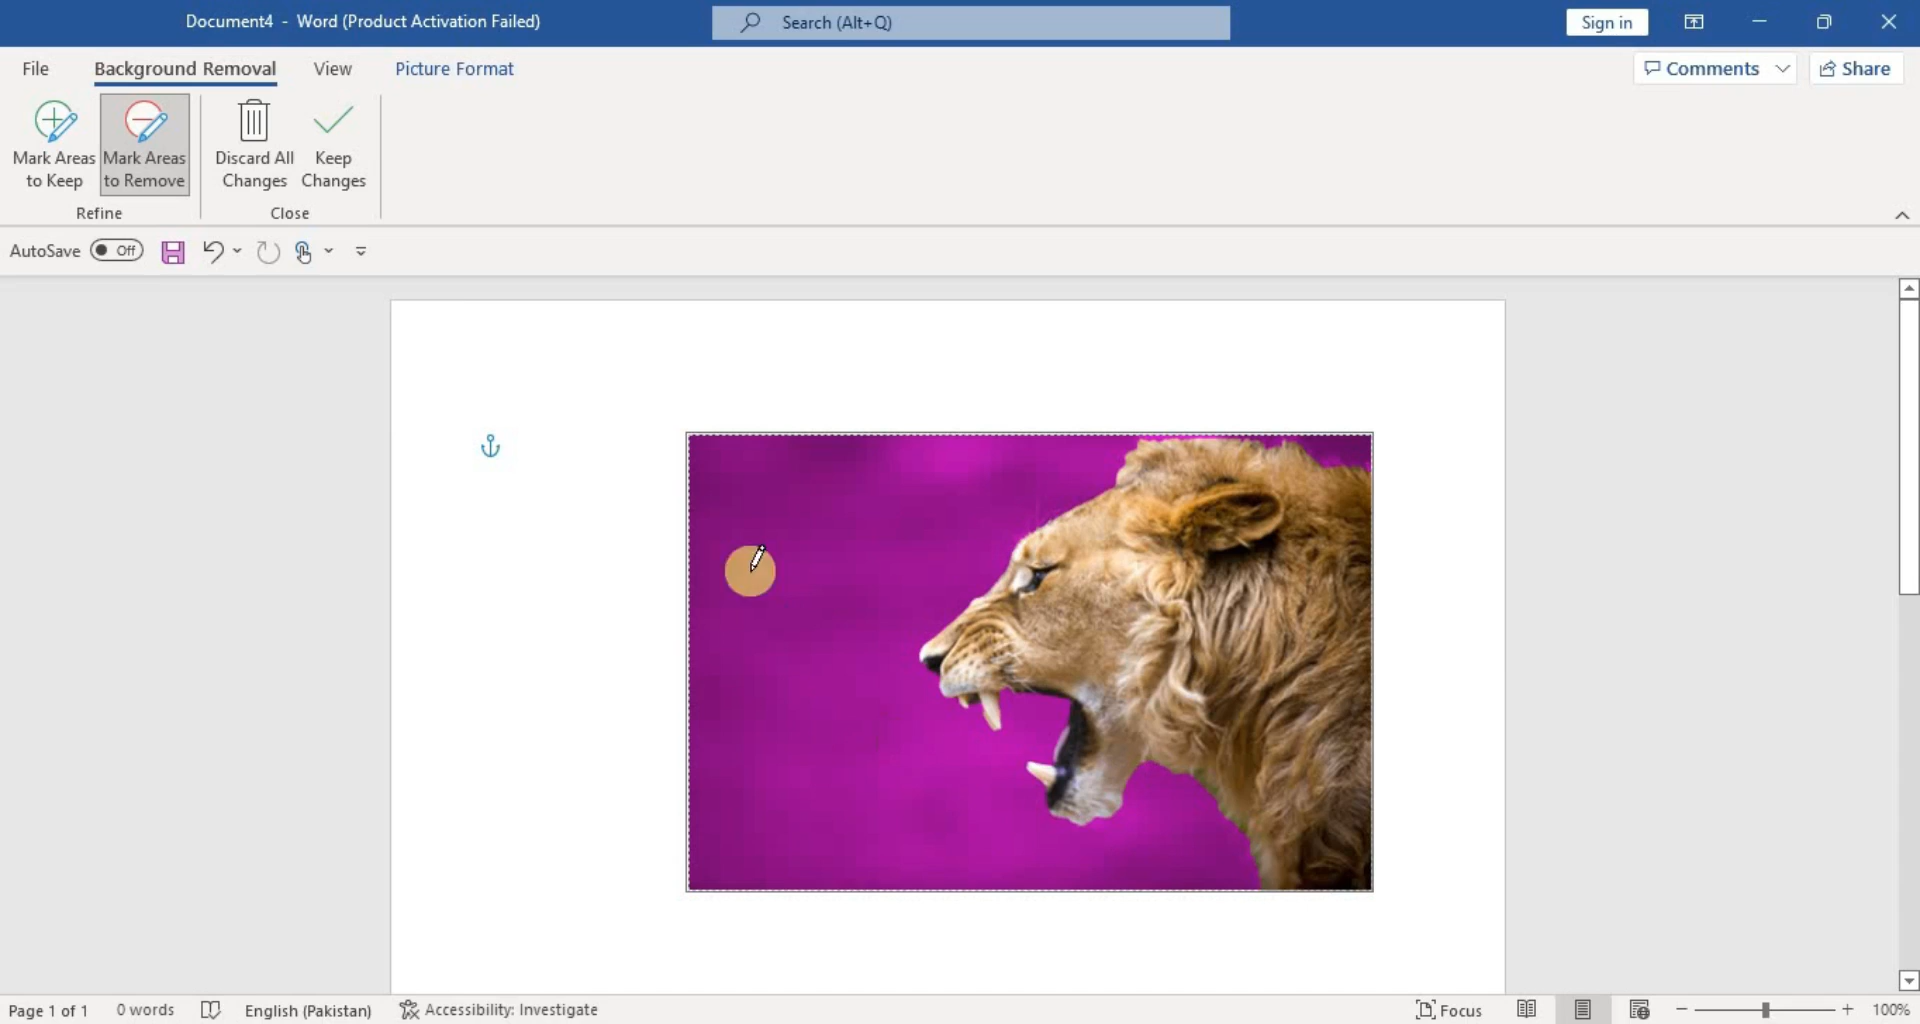 Document4 - Word (Product Activation Failed)
Search (Alt+Q)
Sign in
File
Background Removal
View
Picture Format
Comments
Share
Mark Areas
to Keep
Mark Areas
to Remove
Discard All
Changes
Keep
Changes
Refine
Close
AutoSave
Off
Page 1 of 1
0 words
English (Pakistan)
Accessibility: Investigate
Focus
100%